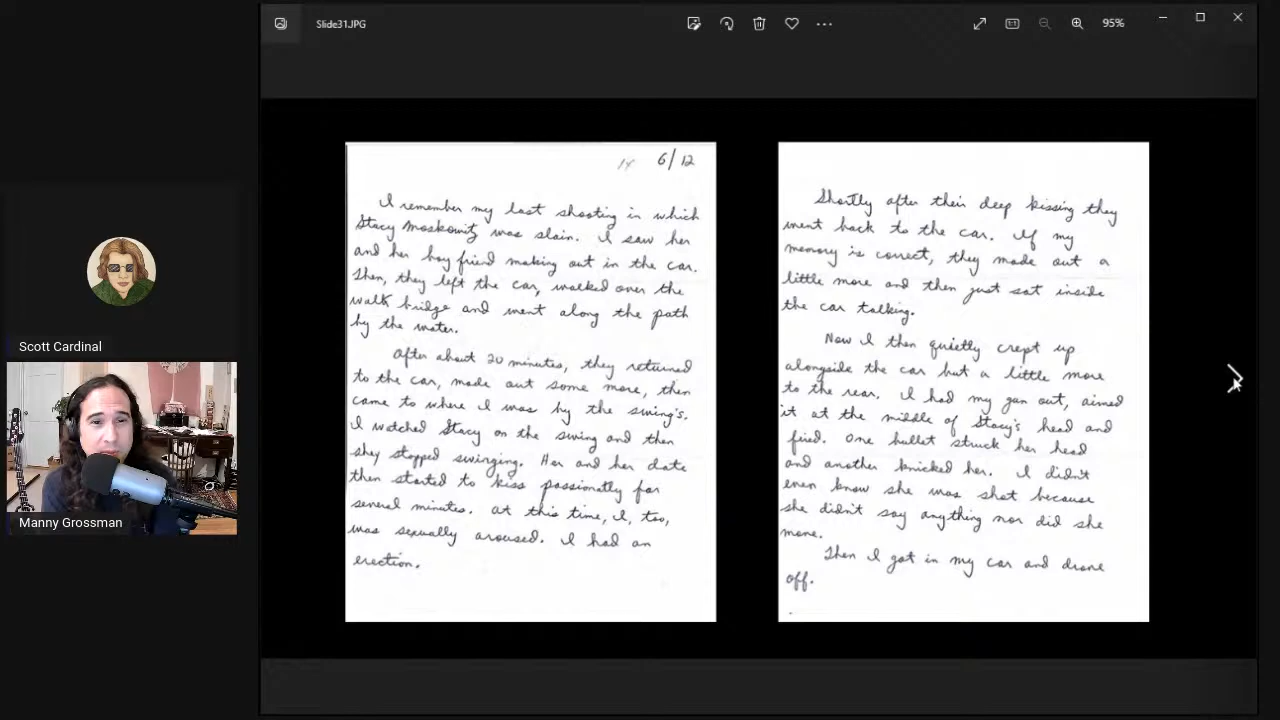 Slide31.JPG
95%
Scott Cardinal
Manny Grossman
6/12
I remember my last shooting in which
Stacy Moskowitz was slain. I saw her
and her boy friend making out in the car.
Then, they left the car, walked over the
walk bridge and went along the path
by the water.
After about 20 minutes, they returned
to the car, made out some more, then
came to where I was by the swing's.
I watched Stacy on the swing and then
she stopped swinging. Her and her date
then started to kiss passionatly for
several minutes. At this time, I, too,
was sexually aroused. I had an
erection.
Shortly after their deep kissing they
went back to the car. If my
memory is correct, they made out a
little more and then just sat inside
the car talking.
Now I then quietly crept up
alongside the car but a little more
to the rear. I had my gun out, aimed
it at the middle of Stacy's head and
fired. One bullet struck her head
and another knicked her. I didn't
even know she was shot because
she didn't say anything nor did she
move.
Then I got in my car and drove
off.